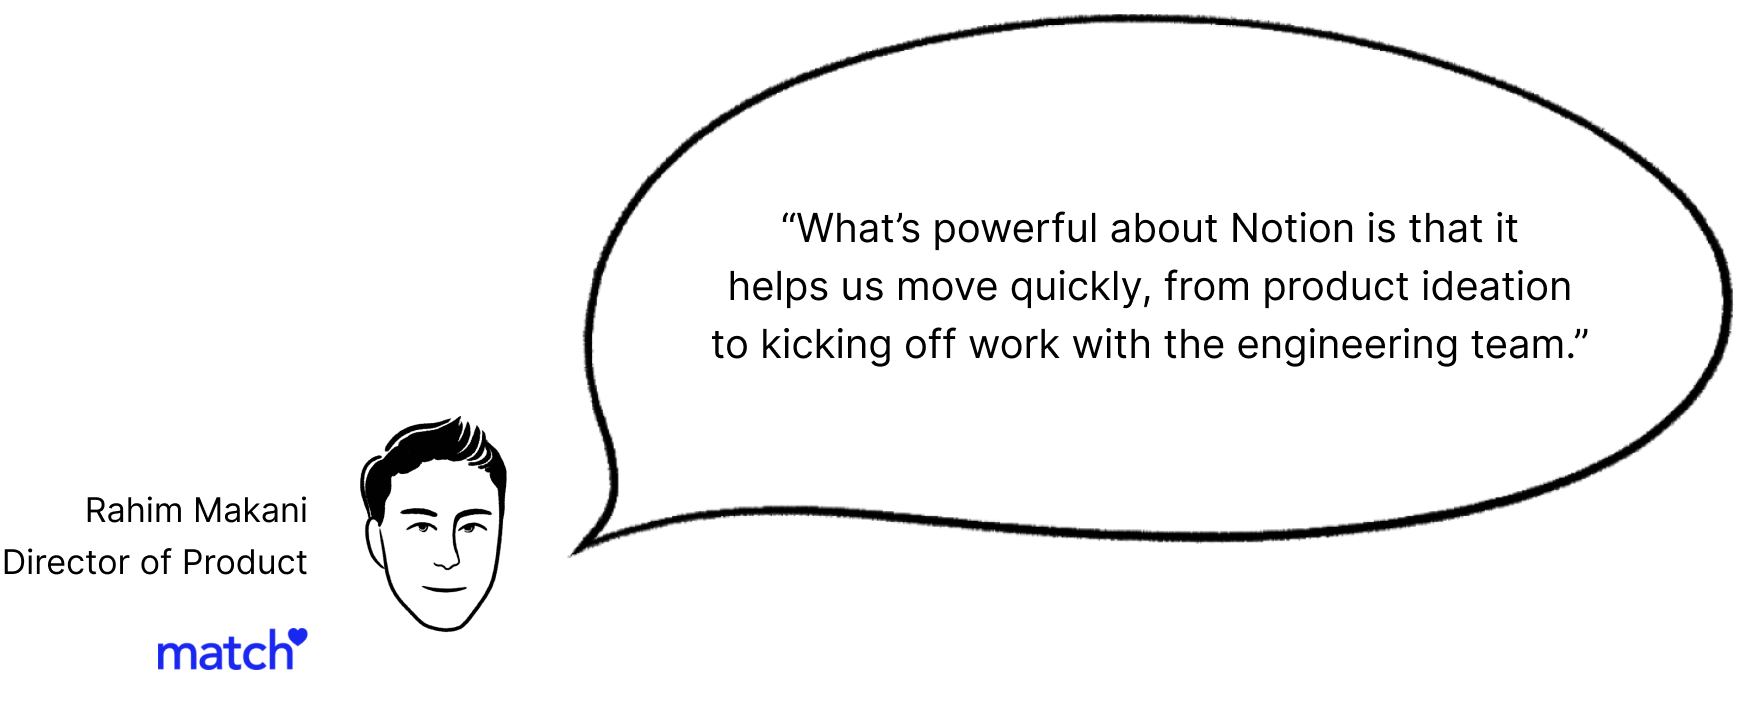 “What’s powerful about Notion is that it
helps us move quickly, from product ideation
to kicking off work with the engineering team.”
Rahim Makani
Director of Product
match